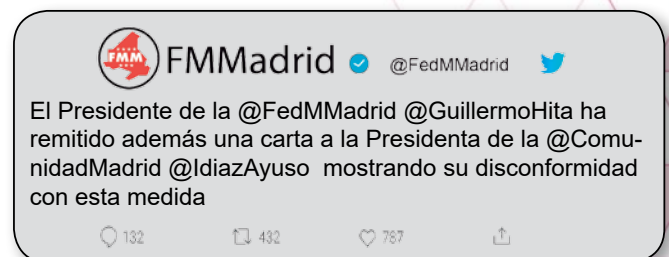 FMM
FMMadrid @FedMMadrid
El Presidente de la @FedMMadrid @GuillermoHita ha
remitido además una carta a la Presidenta de la @Comu-
nidadMadrid @IdiazAyuso mostrando su disconformidad
con esta medida
132 432 787